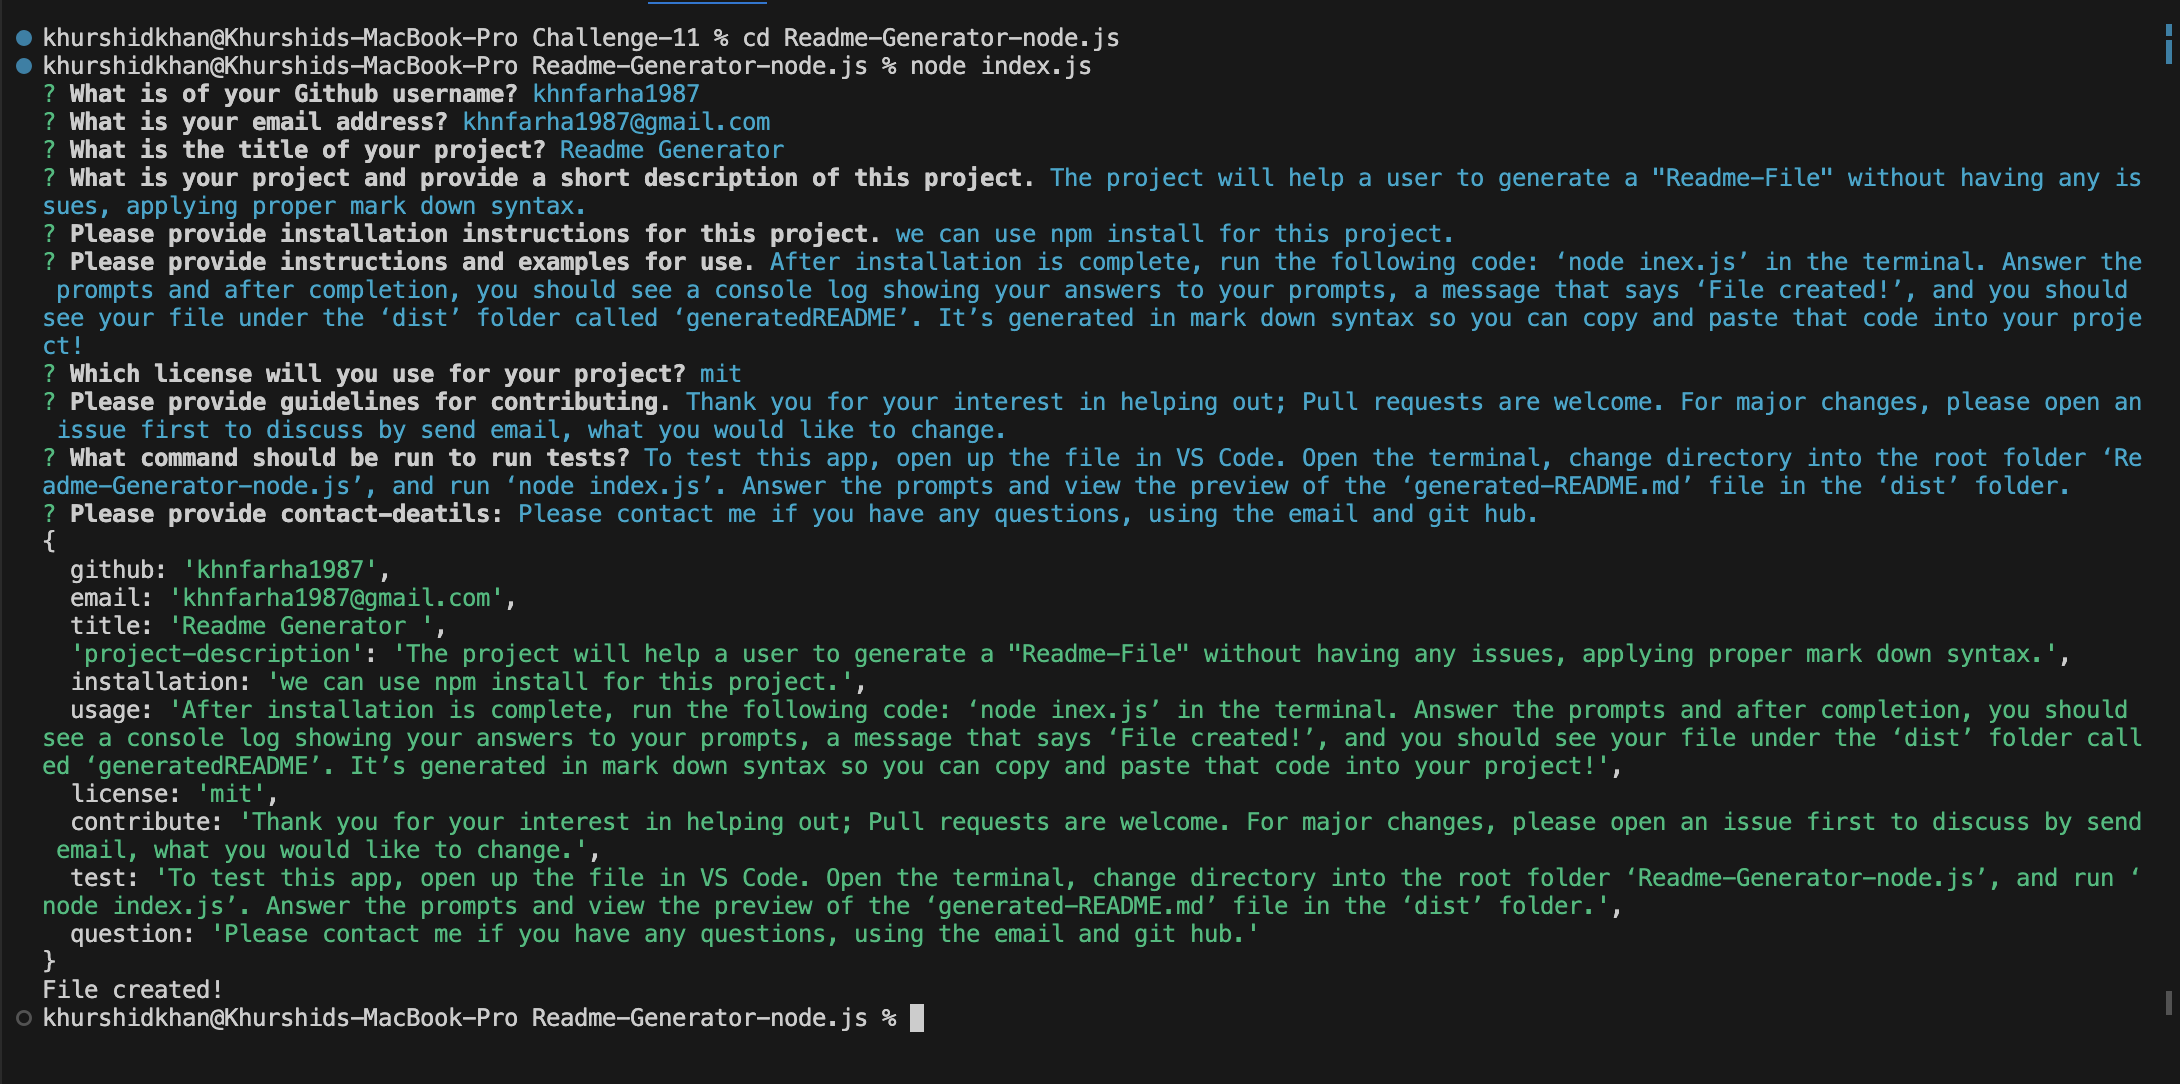 khurshidkhan@Khurshids-MacBook-Pro Challenge-11 % cd Readme-Generator-node.js
khurshidkhan@Khurshids-MacBook-Pro Readme-Generator-node.js % node index.js
? What is of your Github username? khnfarha1987
? What is your email address? khnfarha1987@gmail.com
? What is the title of your project? Readme Generator
? What is your project and provide a short description of this project. The project will help a user to generate a "Readme-File" without having any is
sues, applying proper mark down syntax.
? Please provide installation instructions for this project. we can use npm install for this project.
? Please provide instructions and examples for use. After installation is complete, run the following code: ‘node inex.js’ in the terminal. Answer the
 prompts and after completion, you should see a console log showing your answers to your prompts, a message that says ‘File created!’, and you should
see your file under the ‘dist’ folder called ‘generatedREADME’. It’s generated in mark down syntax so you can copy and paste that code into your proje
ct!
? Which license will you use for your project? mit
? Please provide guidelines for contributing. Thank you for your interest in helping out; Pull requests are welcome. For major changes, please open an
 issue first to discuss by send email, what you would like to change.
? What command should be run to run tests? To test this app, open up the file in VS Code. Open the terminal, change directory into the root folder ‘Re
adme-Generator-node.js’, and run ‘node index.js’. Answer the prompts and view the preview of the ‘generated-README.md’ file in the ‘dist’ folder.
? Please provide contact-deatils: Please contact me if you have any questions, using the email and git hub.
{
  github: 'khnfarha1987',
  email: 'khnfarha1987@gmail.com',
  title: 'Readme Generator ',
  'project-description': 'The project will help a user to generate a "Readme-File" without having any issues, applying proper mark down syntax.',
  installation: 'we can use npm install for this project.',
  usage: 'After installation is complete, run the following code: ‘node inex.js’ in the terminal. Answer the prompts and after completion, you should
see a console log showing your answers to your prompts, a message that says ‘File created!’, and you should see your file under the ‘dist’ folder call
ed ‘generatedREADME’. It’s generated in mark down syntax so you can copy and paste that code into your project!',
  license: 'mit',
  contribute: 'Thank you for your interest in helping out; Pull requests are welcome. For major changes, please open an issue first to discuss by send
 email, what you would like to change.',
  test: 'To test this app, open up the file in VS Code. Open the terminal, change directory into the root folder ‘Readme-Generator-node.js’, and run ‘
node index.js’. Answer the prompts and view the preview of the ‘generated-README.md’ file in the ‘dist’ folder.',
  question: 'Please contact me if you have any questions, using the email and git hub.'
}
File created!
khurshidkhan@Khurshids-MacBook-Pro Readme-Generator-node.js %